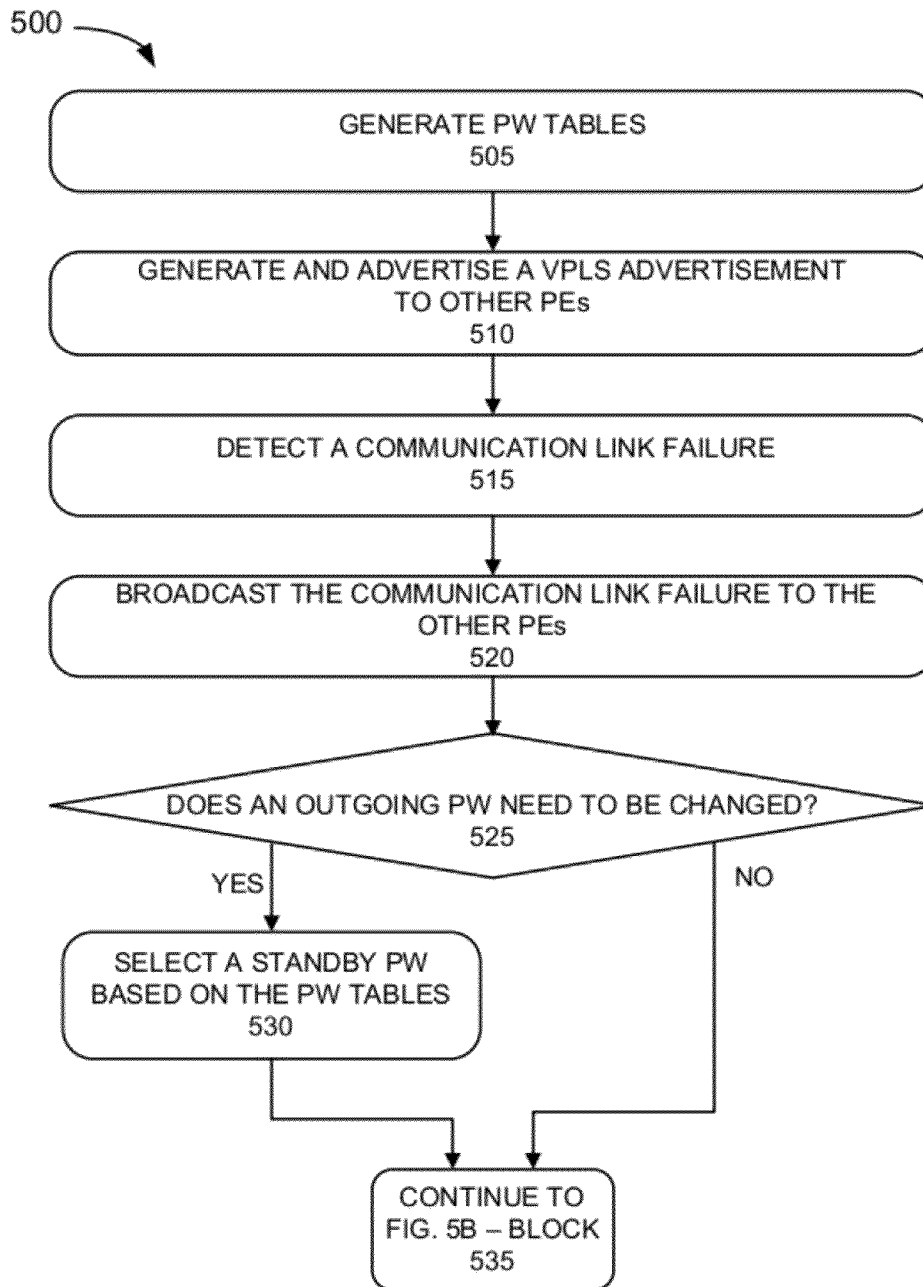 500
GENERATE PW TABLES
505
GENERATE AND ADVERTISE A VPLS ADVERTISEMENT
TO OTHER PEs
510
DETECT A COMMUNICATION LINK FAILURE
515
BROADCAST THE COMMUNICATION LINK FAILURE TO THE
OTHER PEs
520
DOES AN OUTGOING PW NEED TO BE CHANGED?
525
YES
NO
SELECT A STANDBY PW
BASED ON THE PW TABLES
530
CONTINUE TO
FIG. 5B – BLOCK
535